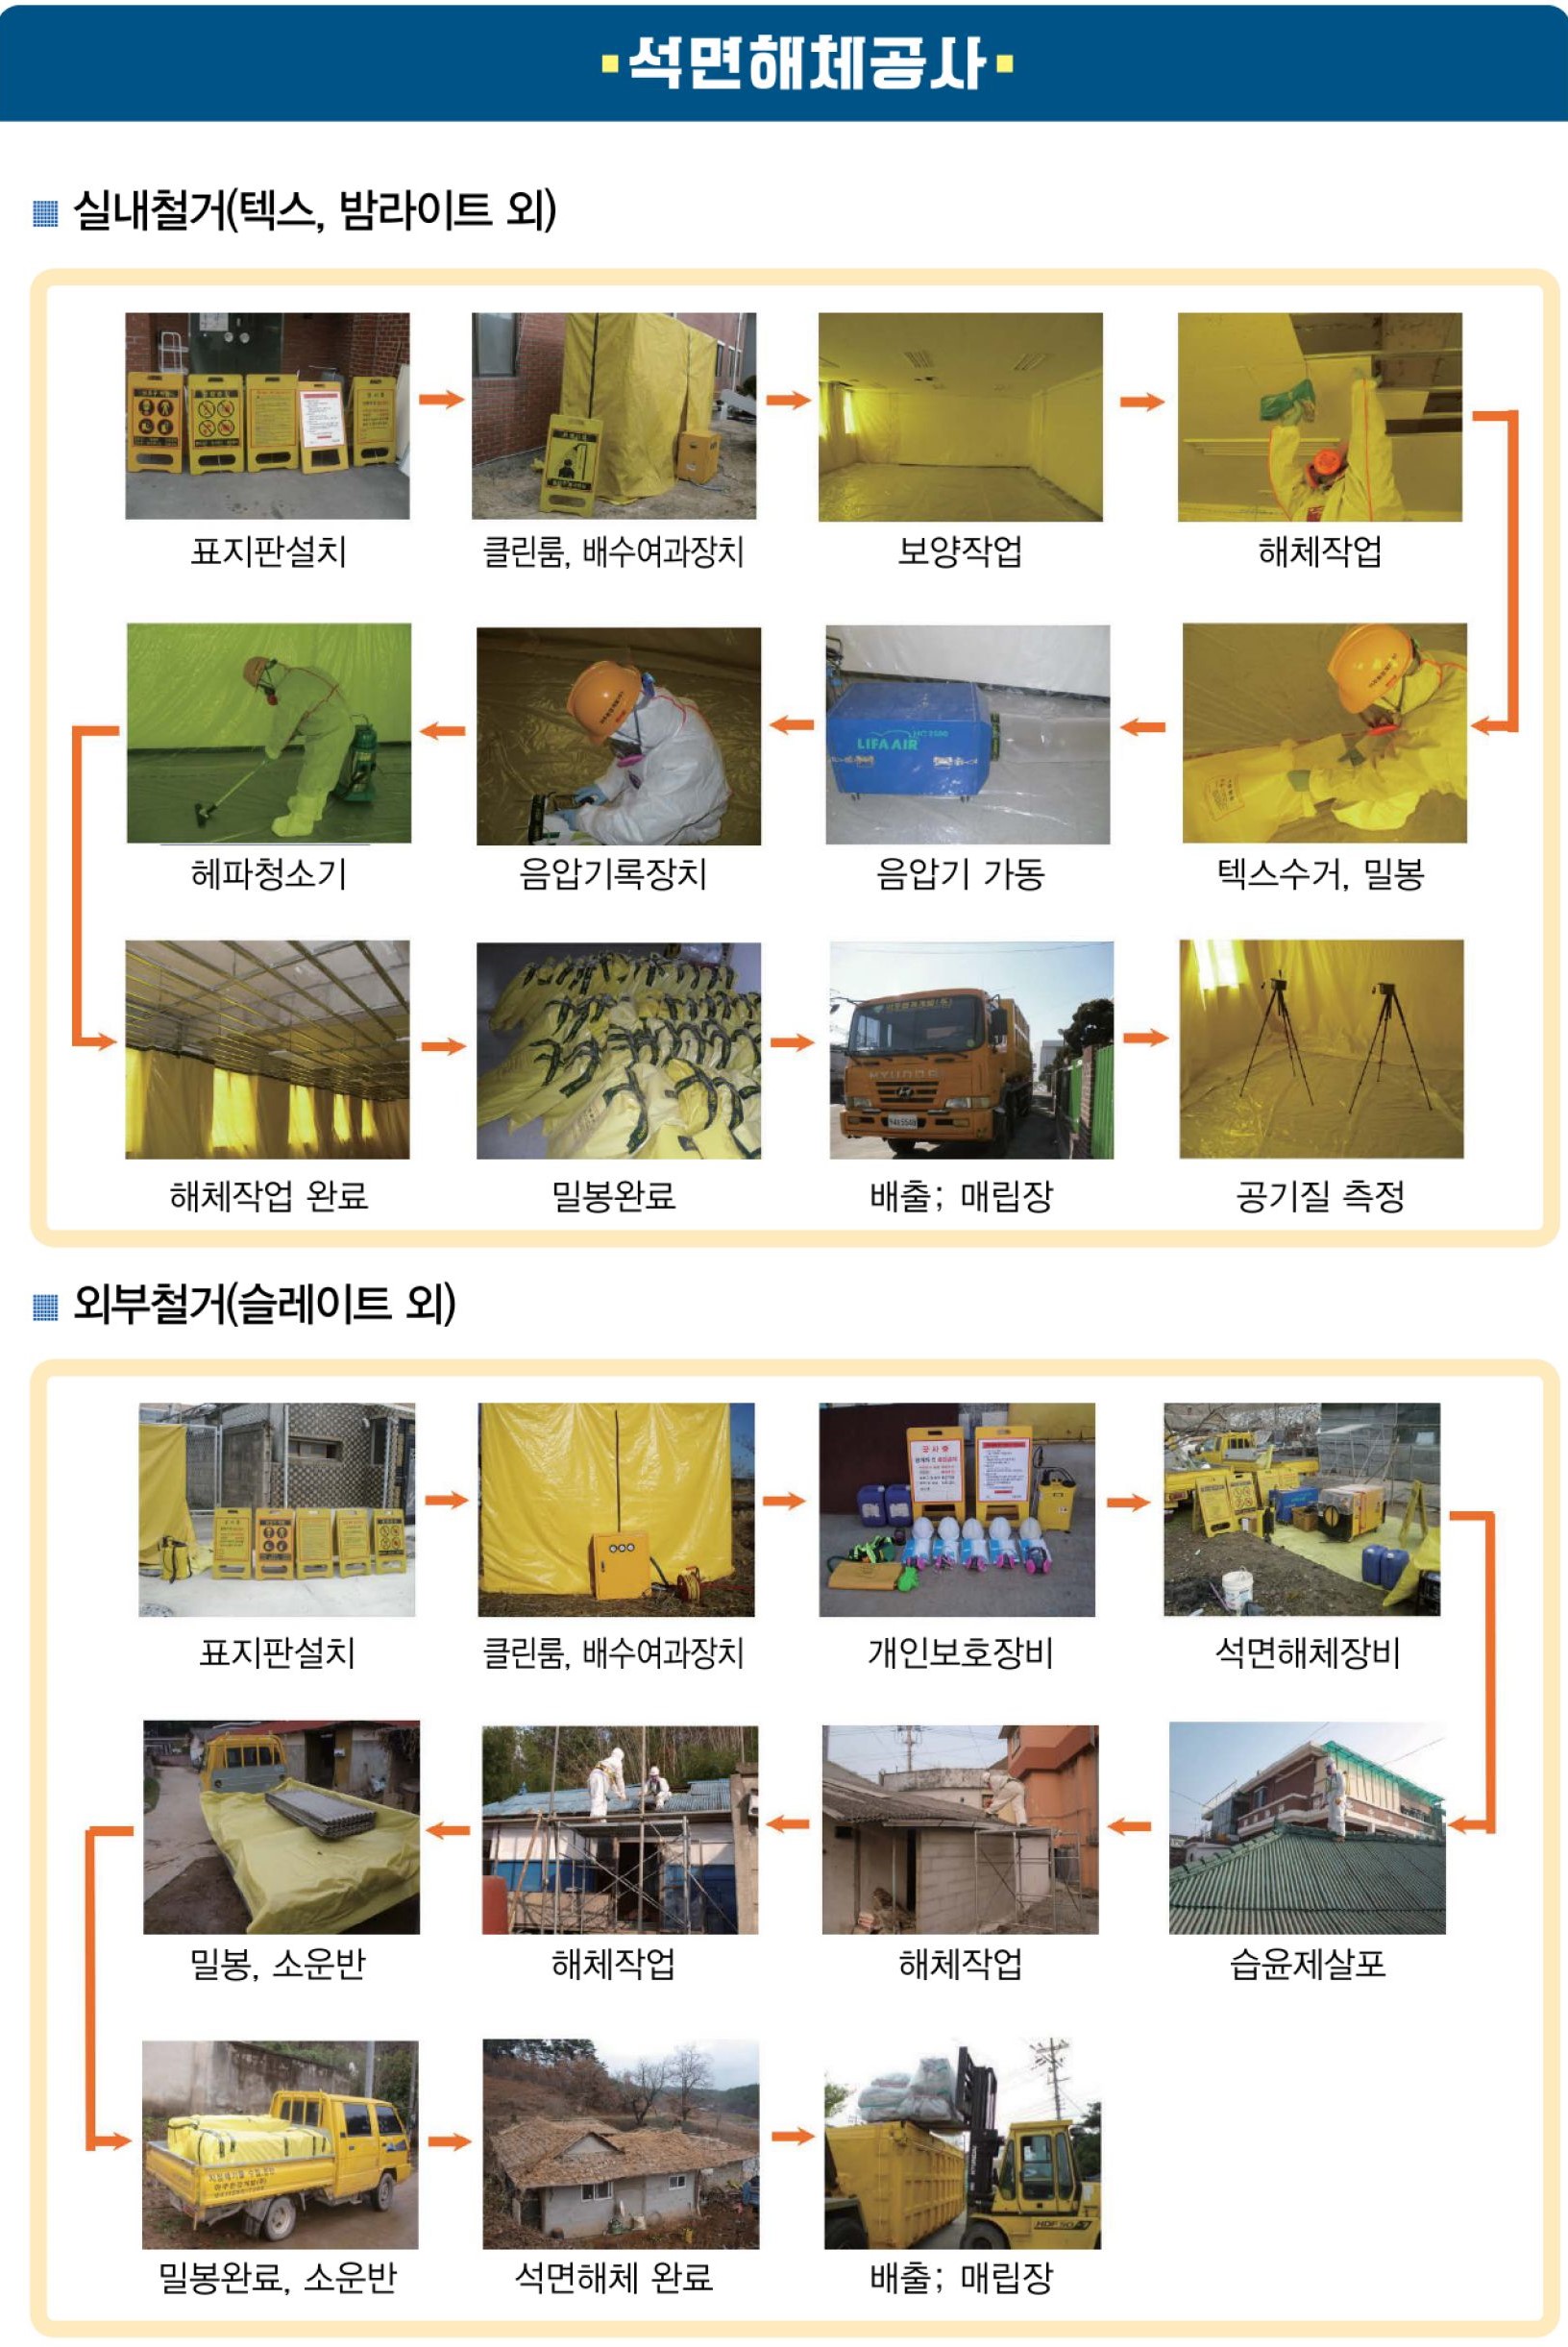 석면해체공사
실내철거(텍스, 밤라이트 외)
표지판설치
클린룸, 배수여과장치
보양작업
해체작업
텍스수거, 밀봉
LIFA AIR
음압기 가동
음압기록장치
헤파청소기
해체작업 완료
밀봉완료
HYUNDAI
배출; 매립장
공기질 측정
외부철거(슬레이트 외)
표지판설치
클린룸, 배수여과장치
공사중
개인보호장비
석면해체장비
습윤제살포
해체작업
해체작업
밀봉, 소운반
밀봉완료, 소운반
석면해체 완료
HDF 50
배출; 매립장